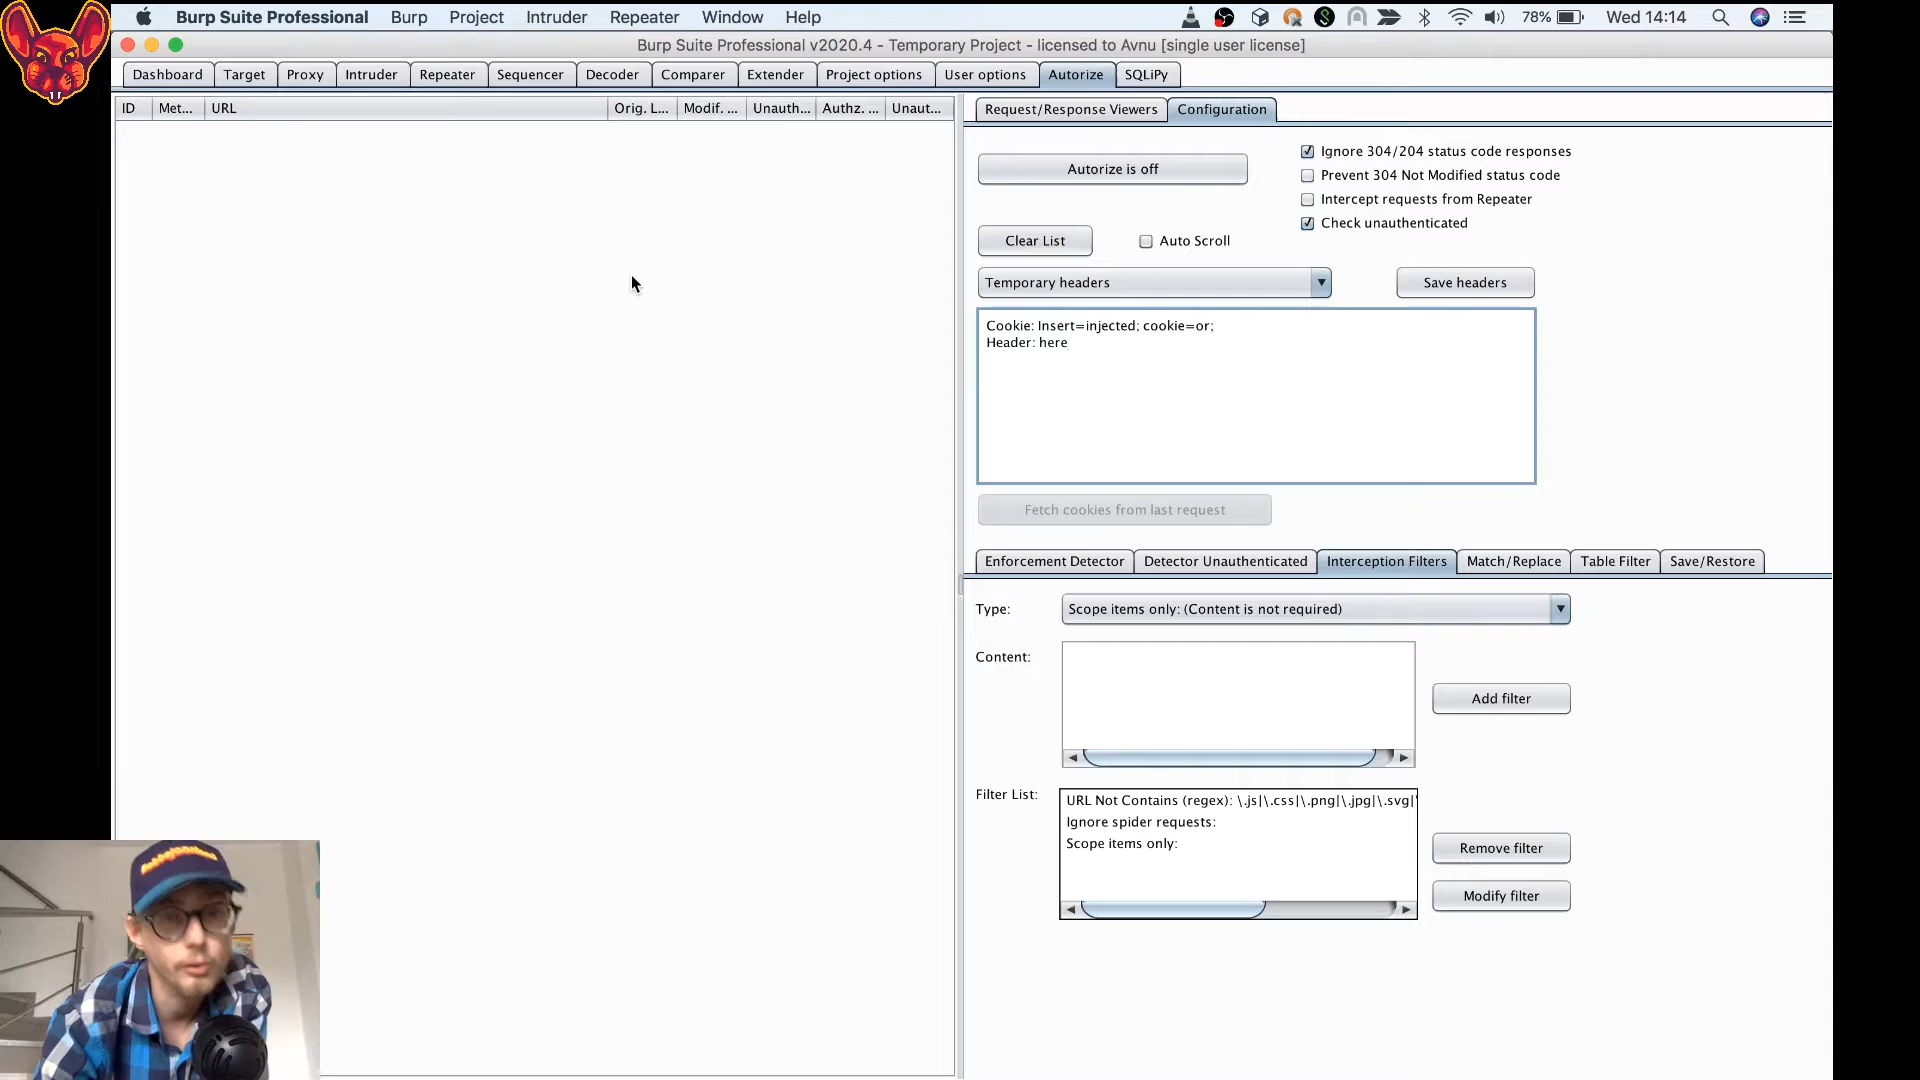 Burp Suite Professional Burp Project Intruder Repeater Window Help 78% Wed 14:14
Burp Suite Professional v2020.4 - Temporary Project - licensed to Avnu [single user license]
Dashboard Target Proxy Intruder Repeater Sequencer Decoder Comparer Extender Project options User options Autorize SQLiPy
ID Met... URL Orig. L... Modif. ... Unauth... Authz. ... Unaut...
Request/Response Viewers Configuration
Autorize is off
Ignore 304/204 status code responses
Prevent 304 Not Modified status code
Intercept requests from Repeater
Check unauthenticated
Clear List Auto Scroll
Temporary headers Save headers
Cookie: Insert=injected; cookie=or;
Header: here
Fetch cookies from last request
Enforcement Detector Detector Unauthenticated Interception Filters Match/Replace Table Filter Save/Restore
Type: Scope items only: (Content is not required)
Content:
Add filter
Filter List:
URL Not Contains (regex): \.js|\.css|\.png|\.jpg|\.svg|
Ignore spider requests:
Scope items only:
Remove filter
Modify filter